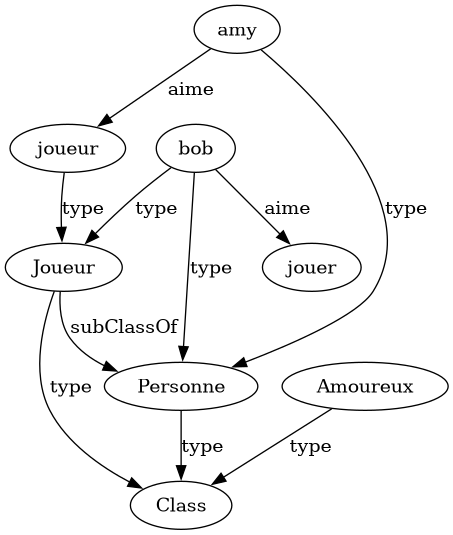 amy
aime
joueur
bob
type
type
aime
type
type
Joueur
jouer
subClassOf
type
Personne
Amoureux
type
type
Class